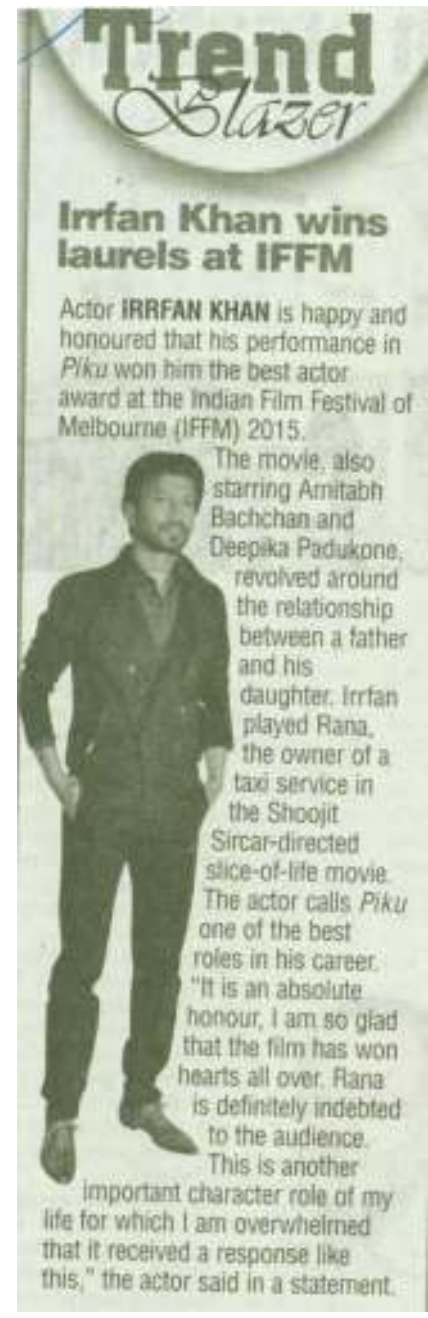 Trend
Blazer
Irrfan Khan wins
laurels at IFFM
Actor IRRFAN KHAN is happy and
honoured that his performance in
Piku won him the best actor
award at the Indian Film Festival of
Melbourne (IFFM) 2015.
The movie, also
starring Amitabh
Bachchan and
Deepika Padukone,
revolved around
the relationship
between a father
and his
daughter. Irrfan
played Rana,
the owner of a
taxi service in
the Shoojit
Sircar-directed
slice-of-life movie.
The actor calls Piku
one of the best
roles in his career.
"It is an absolute
honour, I am so glad
that the film has won
hearts all over. Rana
is definitely indebted
to the audience.
This is another
important character role of my
life for which I am overwhelmed
that it received a response like
this," the actor said in a statement.